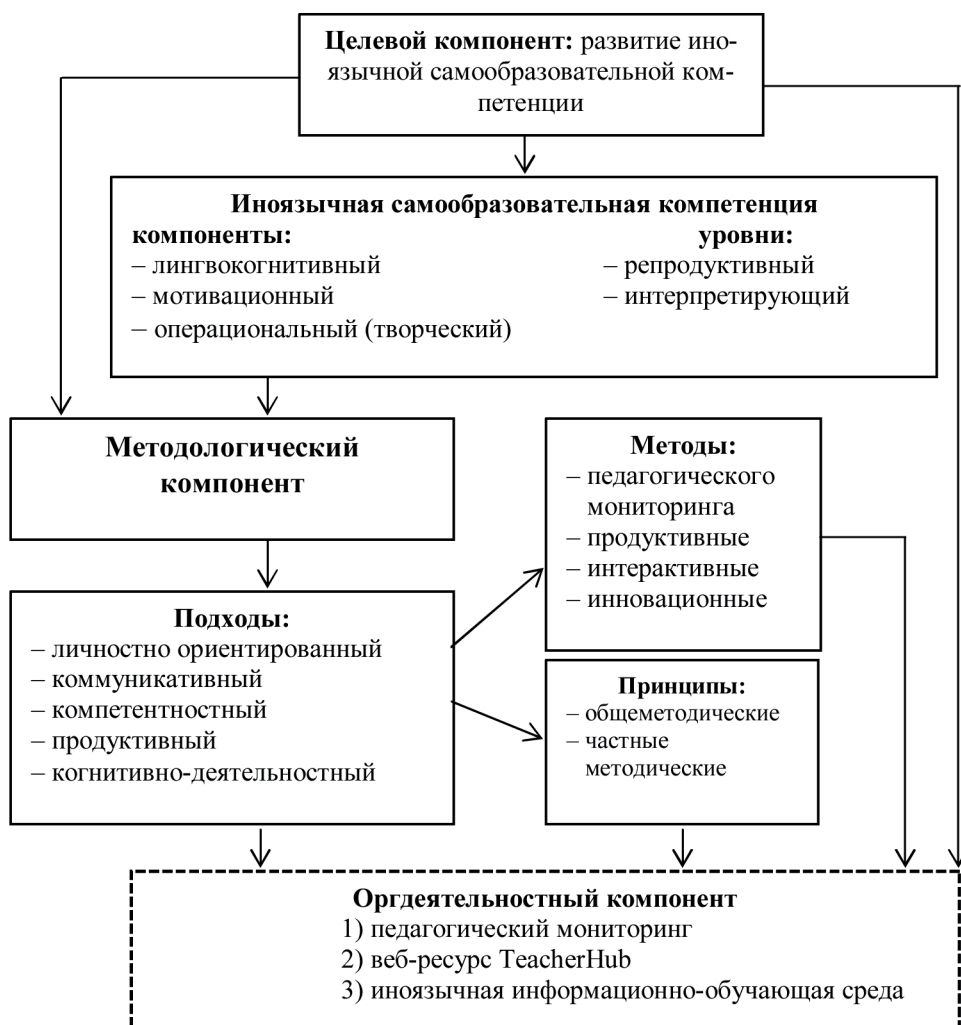 Целевой компонент: развитие ино-
язычной самообразовательной ком-
петенции
Иноязычная самообразовательная компетенция
компоненты:
– лингвокогнитивный
– мотивационный
– операциональный (творческий)
уровни:
– репродуктивный
– интерпретирующий
Методологический
компонент
Методы:
– педагогического
мониторинга
– продуктивные
– интерактивные
– инновационные
Подходы:
– личностно ориентированный
– коммуникативный
– компетентностный
– продуктивный
– когнитивно-деятельностный
Принципы:
– общеметодические
– частные
методические
Оргдеятельностный компонент
1) педагогический мониторинг
2) веб-ресурс TeacherHub
3) иноязычная информационно-обучающая среда